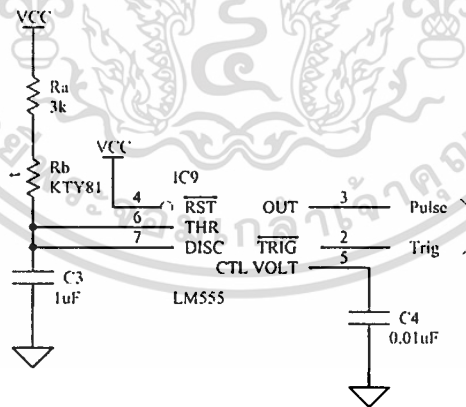 VCC
Ra
3k
Rb
KTY81
t
VCC
IC9
4
RST
OUT
3
Pulse
6
THR
7
DISC
TRIG
2
Trig
CTL VOLT
5
C3
1uF
LM555
C4
0.01uF